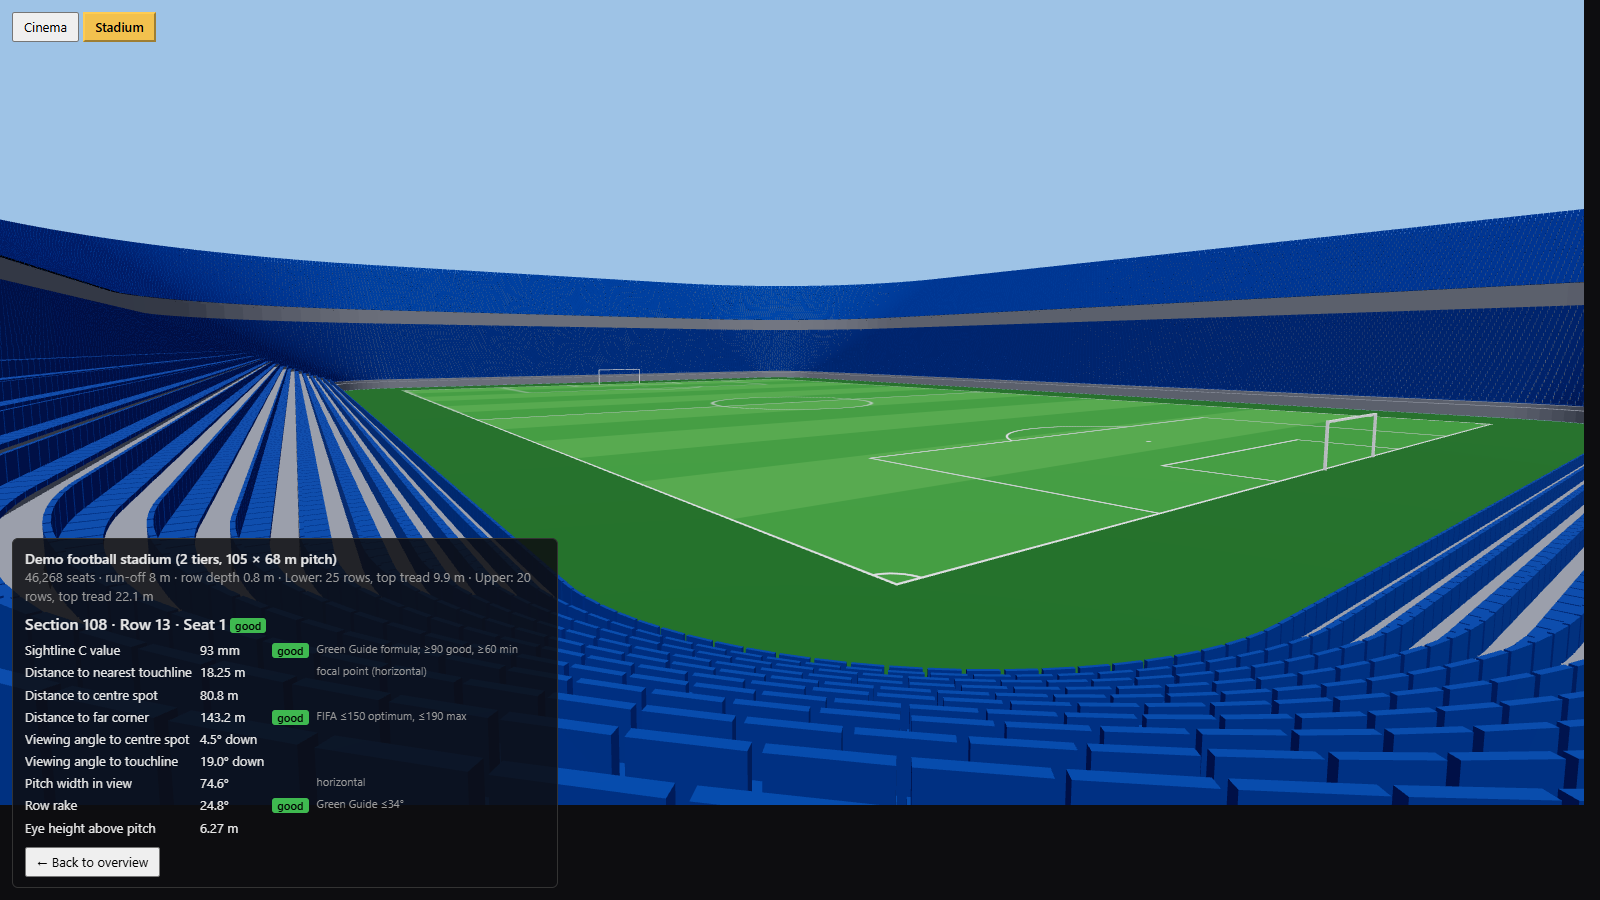 Cinema Stadium
Demo football stadium (2 tiers, 105 × 68 m pitch)
46,268 seats · run-off 8 m · row depth 0.8 m · Lower: 25 rows, top tread 9.9 m · Upper: 20
rows, top tread 22.1 m
Section 108 · Row 13 · Seat 1 good
Sightline C value 93 mm good Green Guide formula; ≥90 good, ≥60 min
Distance to nearest touchline 18.25 m focal point (horizontal)
Distance to centre spot 80.8 m
Distance to far corner 143.2 m good FIFA ≤150 optimum, ≤190 max
Viewing angle to centre spot 4.5° down
Viewing angle to touchline 19.0° down
Pitch width in view 74.6° horizontal
Row rake 24.8° good Green Guide ≤34°
Eye height above pitch 6.27 m
← Back to overview